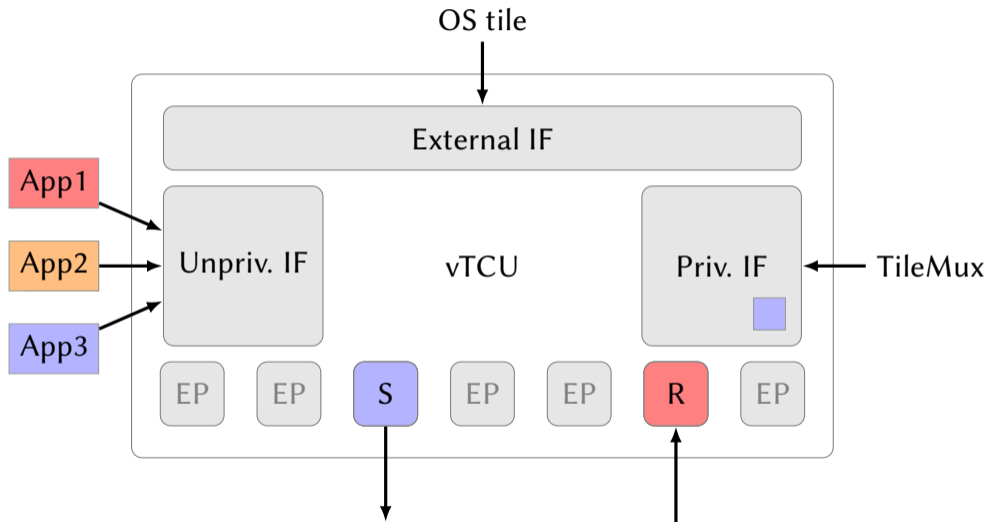 OS tile
External IF
App1
App2
App3
Unpriv. IF
vTCU
Priv. IF
TileMux
EP
EP
S
EP
EP
R
EP